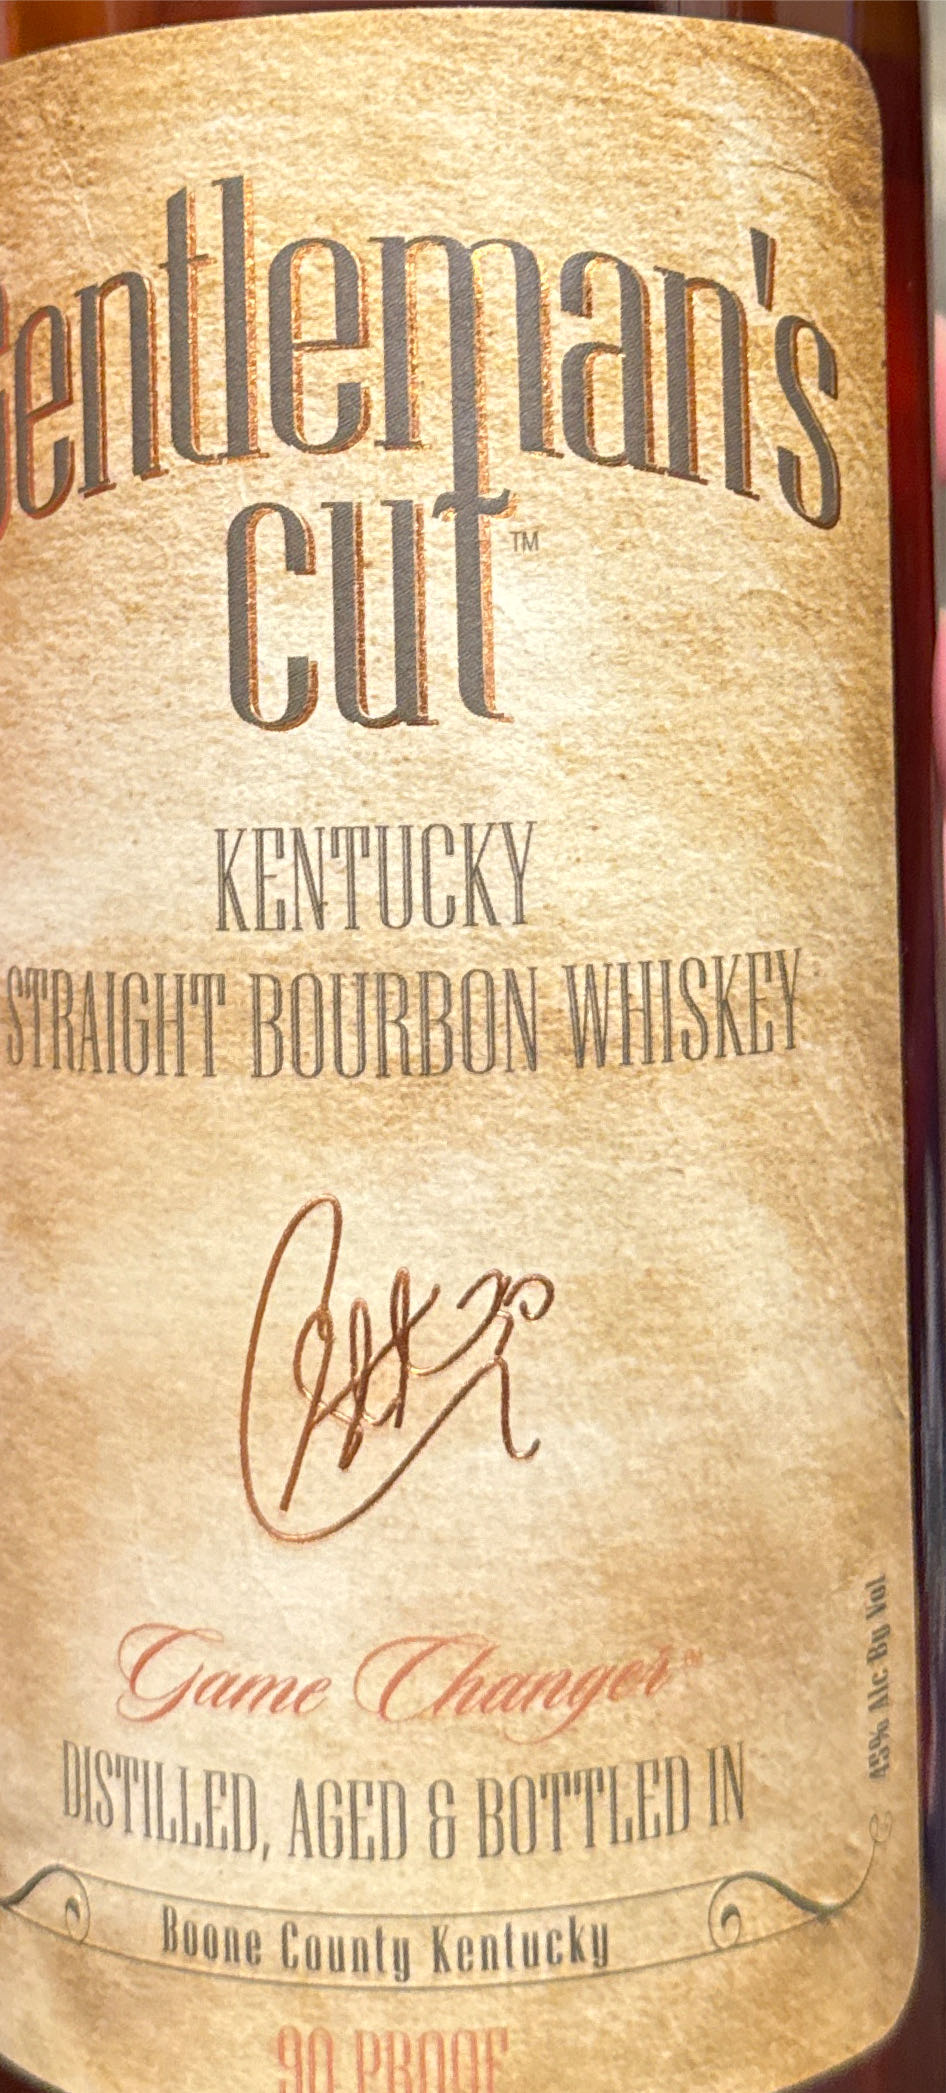 Gentleman's
cut™
KENTUCKY
STRAIGHT BOURBON WHISKEY
Game Changer™
DISTILLED, AGED & BOTTLED IN
Boone County Kentucky
90 PROOF
45% Alc By Vol